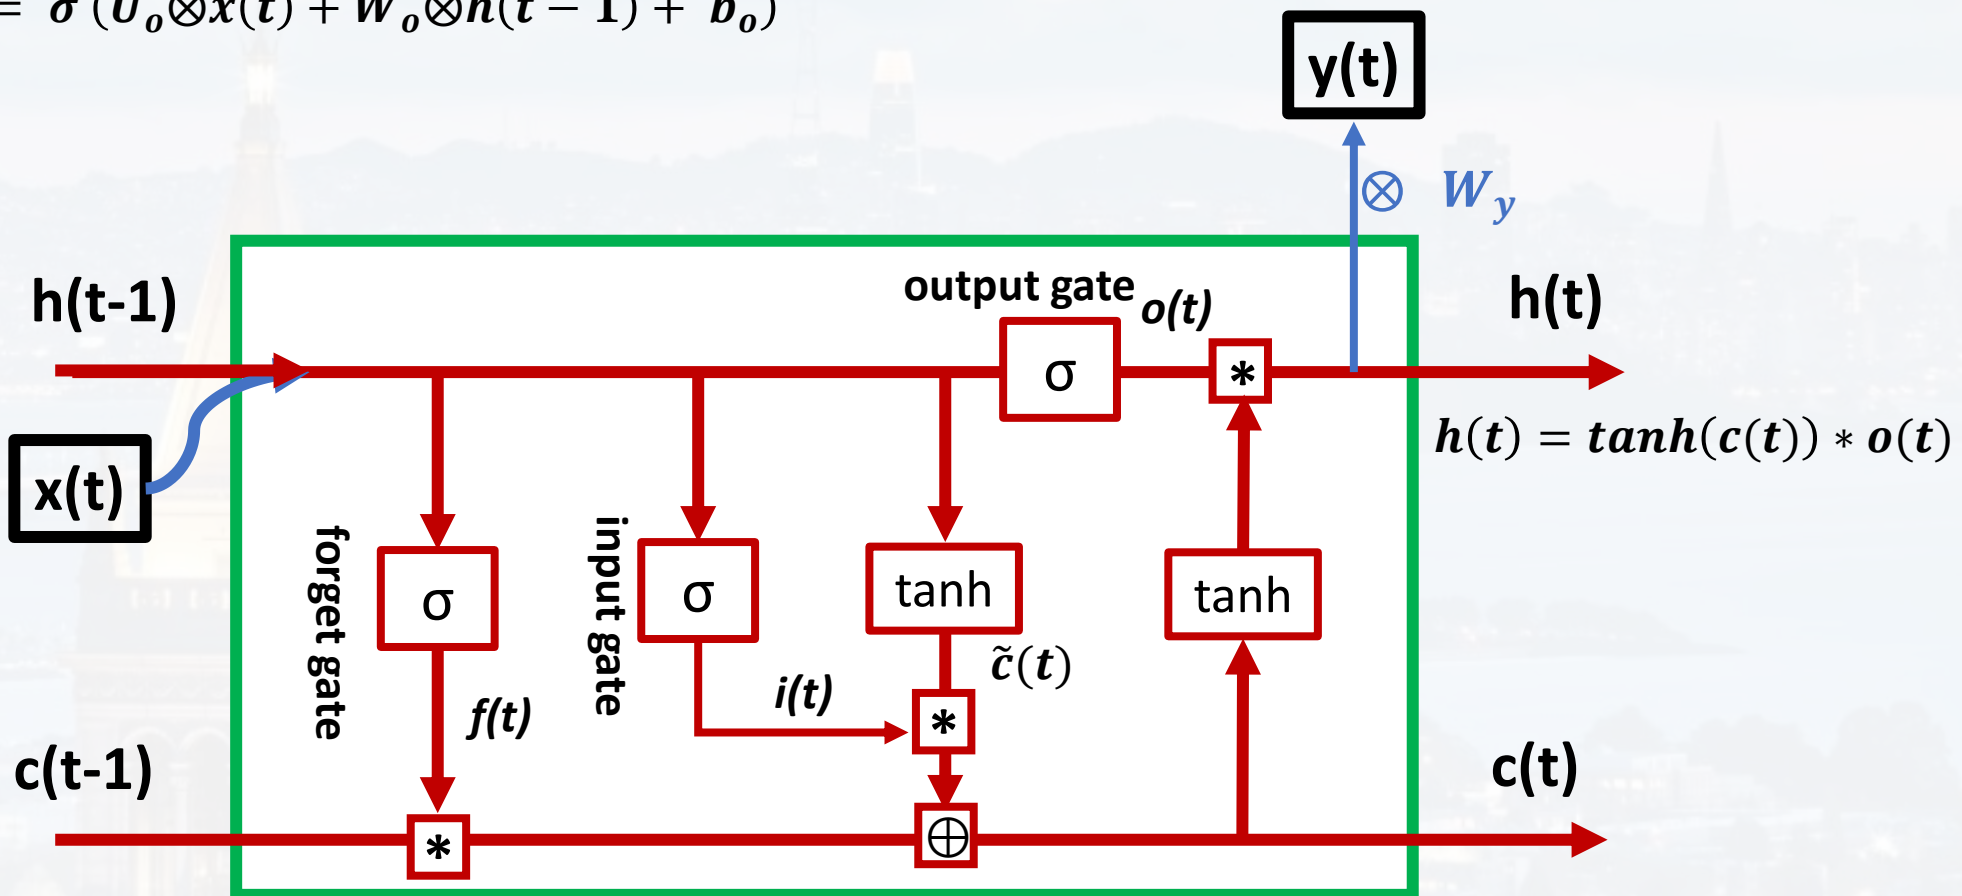 = σ (U_o⊗x(t) + W_o⊗h(t − 1) + b_o)
y(t)
⊗ W_y
h(t-1)
output gate o(t)
h(t)
σ
*
h(t) = tanh(c(t)) * o(t)
x(t)
forget gate
input gate
σ
σ
tanh
tanh
c̃(t)
i(t)
f(t)
*
c(t-1)
c(t)
*
⊕